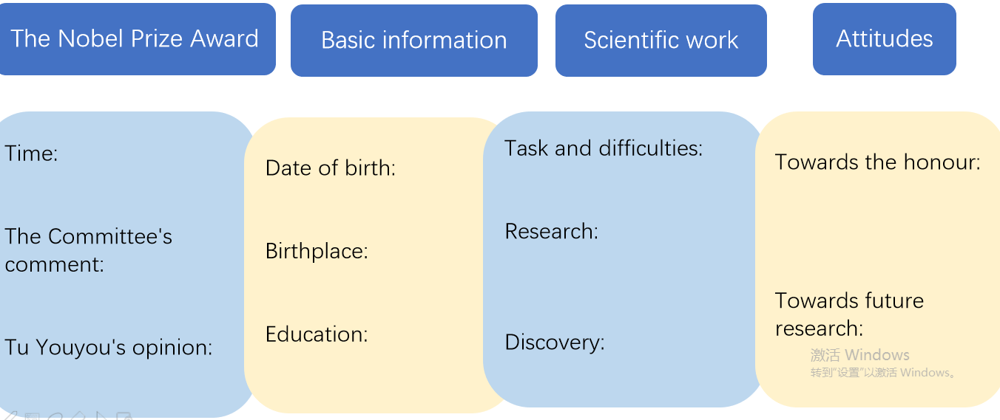 The Nobel Prize Award
Basic information
Scientific work
Attitudes
Time:
The Committee's
comment:
Tu Youyou's opinion:
Date of birth:
Birthplace:
Education:
Task and difficulties:
Research:
Discovery:
Towards the honour:
Towards future
research:
激活 Windows
转到"设置"以激活 Windows。